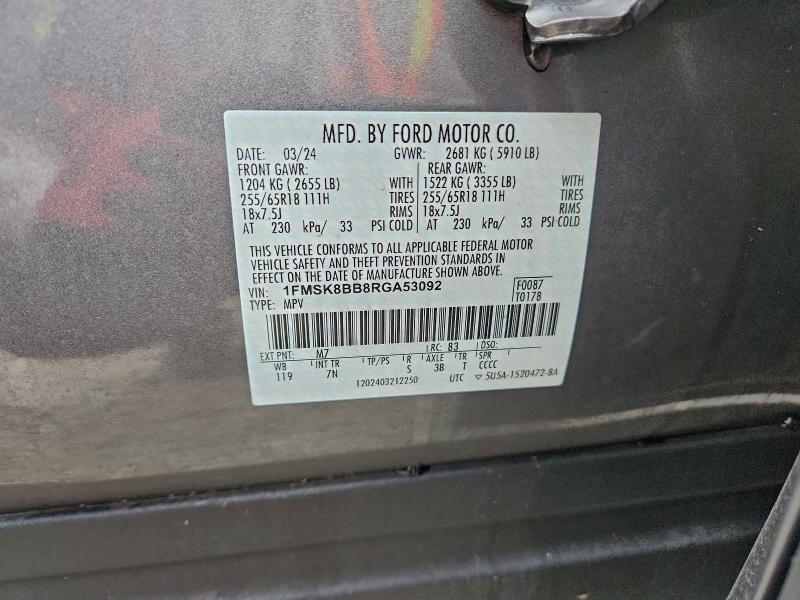 MFD. BY FORD MOTOR CO.
DATE: 03/24 GVWR: 2681 KG ( 5910 LB)
FRONT GAWR: REAR GAWR:
1204 KG ( 2655 LB) WITH 1522 KG ( 3355 LB) WITH
255/65R18 111H TIRES 255/65R18 111H TIRES
18x7.5J RIMS 18x7.5J RIMS
AT 230 kPa/ 33 PSI COLD AT 230 kPa/ 33 PSI COLD
THIS VEHICLE CONFORMS TO ALL APPLICABLE FEDERAL MOTOR
VEHICLE SAFETY AND THEFT PREVENTION STANDARDS IN
EFFECT ON THE DATE OF MANUFACTURE SHOWN ABOVE.
VIN: 1FMSK8BB8RGA53092 F0087
TYPE: MPV T0178
EXT PNT: M7 RC: 83 DSO:
WB INT TR TP/PS R AXLE TR SPR
119 7N S 3B T CCCC
1202403212250 UTC ▽ 5U5A-1520472-BA